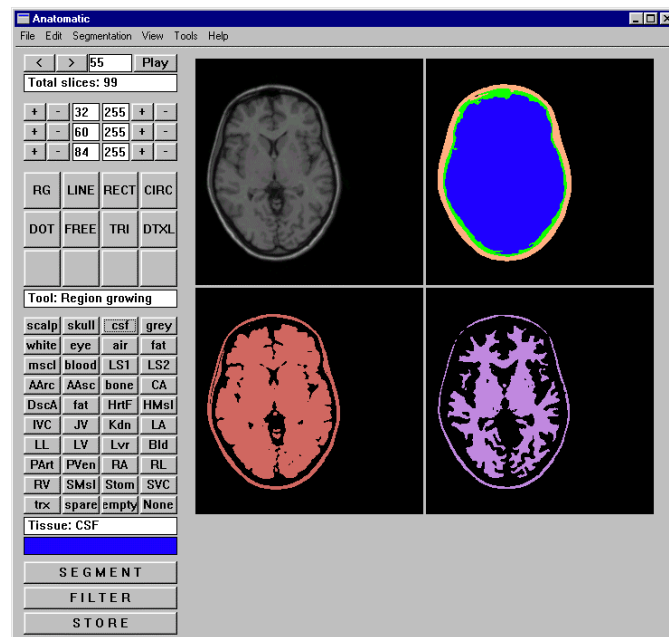 Anatomatic
File Edit Segmentation View Tools Help
< > 55 Play
Total slices: 99
+ - 32 255 + -
+ - 60 255 + -
+ - 84 255 + -
RG LINE RECT CIRC
DOT FREE TRI DTXL
Tool: Region growing
scalp skull csf grey
white eye air fat
mscl blood LS1 LS2
AArc AAsc bone CA
DscA fat HrtF HMsl
IVC JV Kdn LA
LL LV Lvr Bld
PArt PVen RA RL
RV SMsl Stom SVC
trx spare empty None
Tissue: CSF
SEGMENT
FILTER
STORE